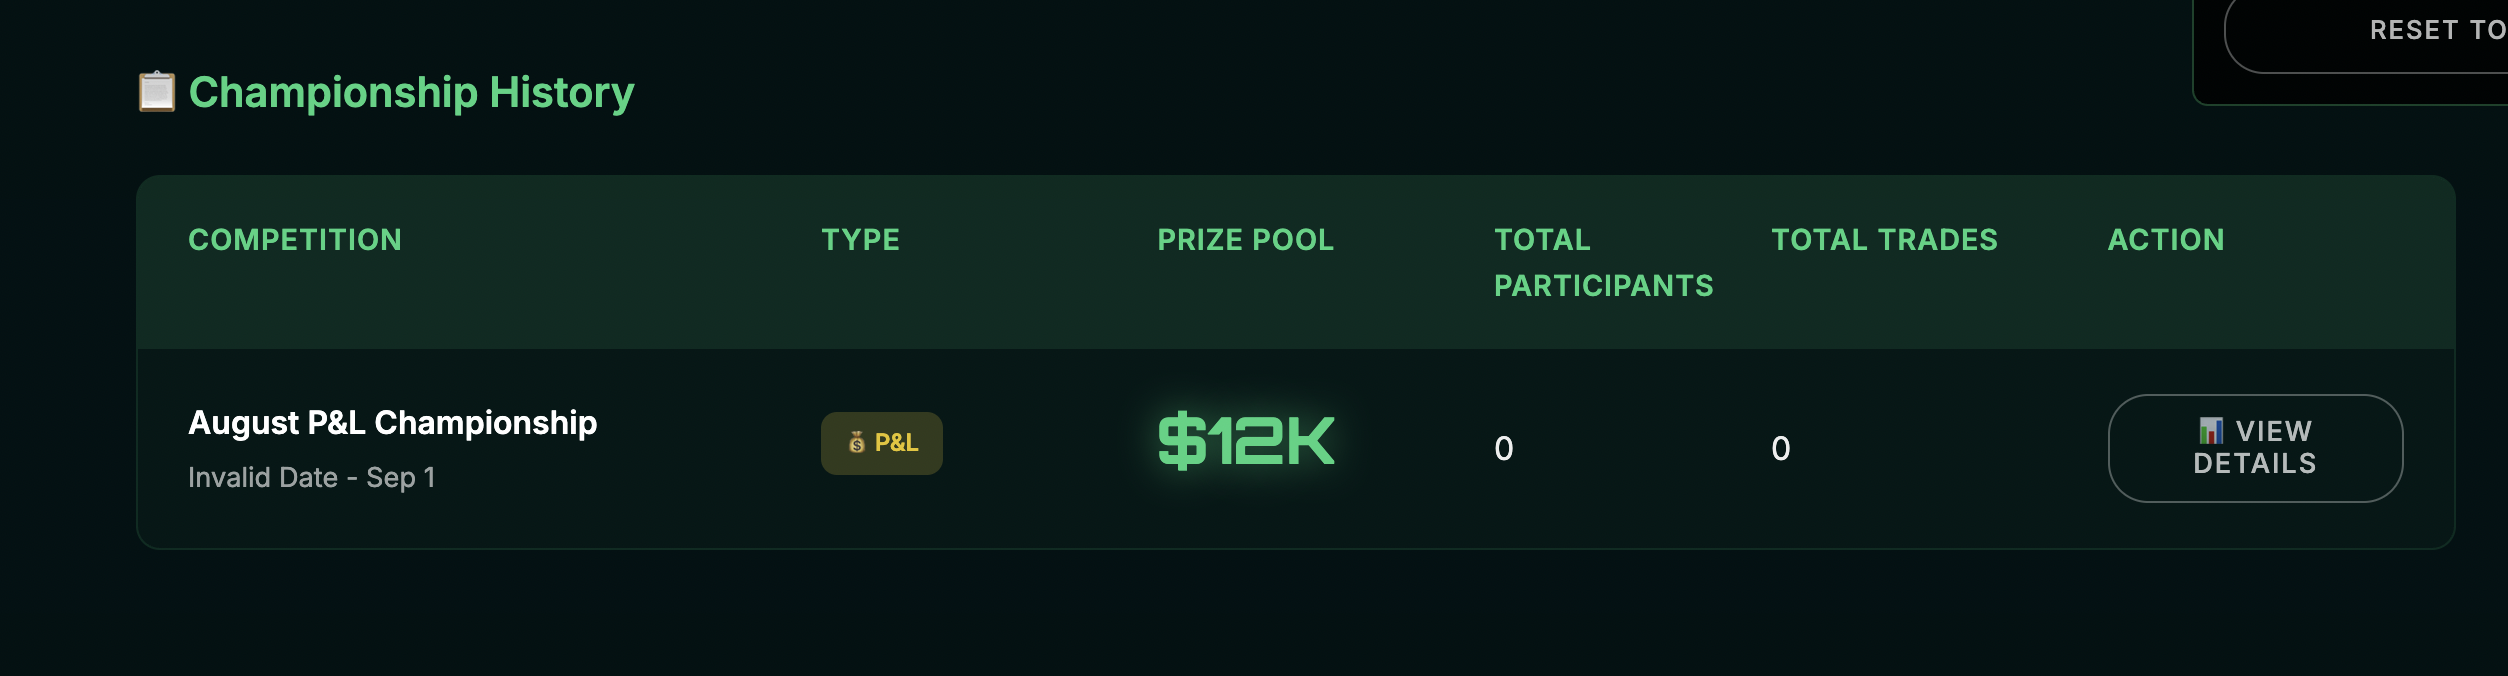 RESET TO
Championship History
COMPETITION
TYPE
PRIZE POOL
TOTAL
PARTICIPANTS
TOTAL TRADES
ACTION
August P&L Championship
Invalid Date - Sep 1
P&L
$12K
0
0
VIEW
DETAILS